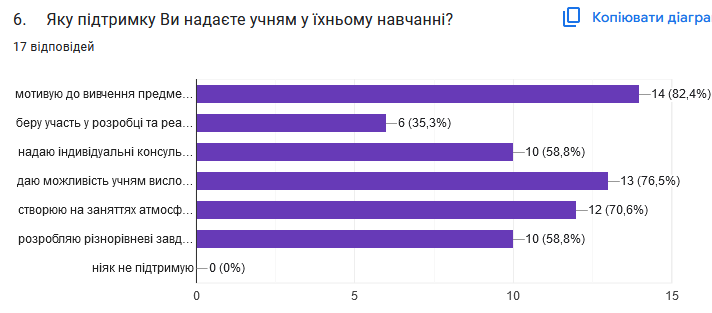 6. Яку підтримку Ви надаєте учням у їхньому навчанні?
Копіювати діагра
17 відповідей
мотивую до вивчення предме…
14 (82,4%)
беру участь у розробці та реа…
6 (35,3%)
надаю індивідуальні консуль…
10 (58,8%)
даю можливість учням висло…
13 (76,5%)
створюю на заняттях атмосф…
12 (70,6%)
розробляю різнорівневі завд…
10 (58,8%)
ніяк не підтримую
0 (0%)
0 5 10 15